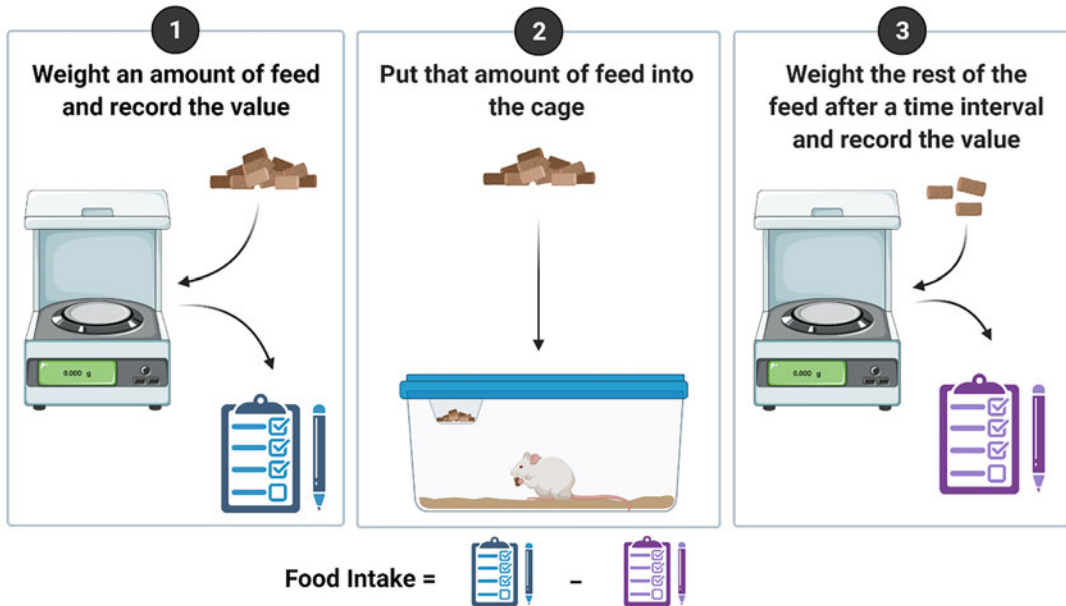 1
Weight an amount of feed
and record the value
0.000 g
2
Put that amount of feed into
the cage
3
Weight the rest of the
feed after a time interval
and record the value
0.000 g
Food Intake = –